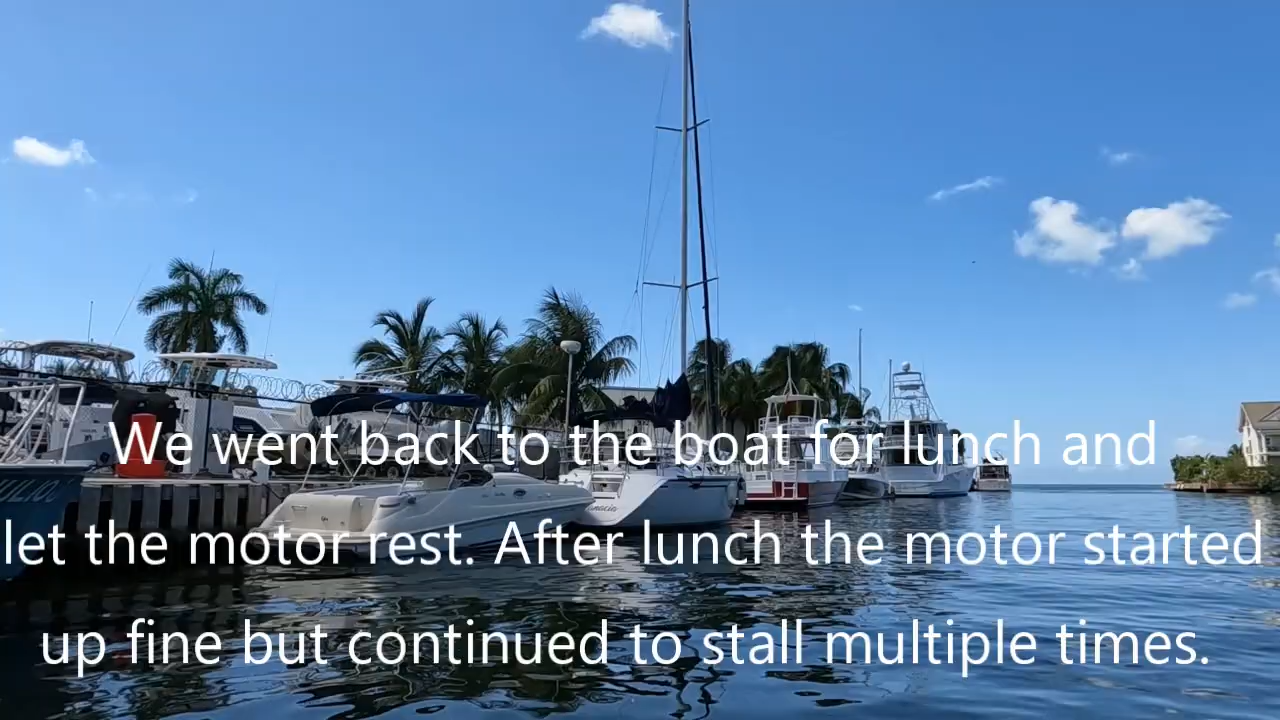 We went back to the boat for lunch and
let the motor rest. After lunch the motor started
up fine but continued to stall multiple times.